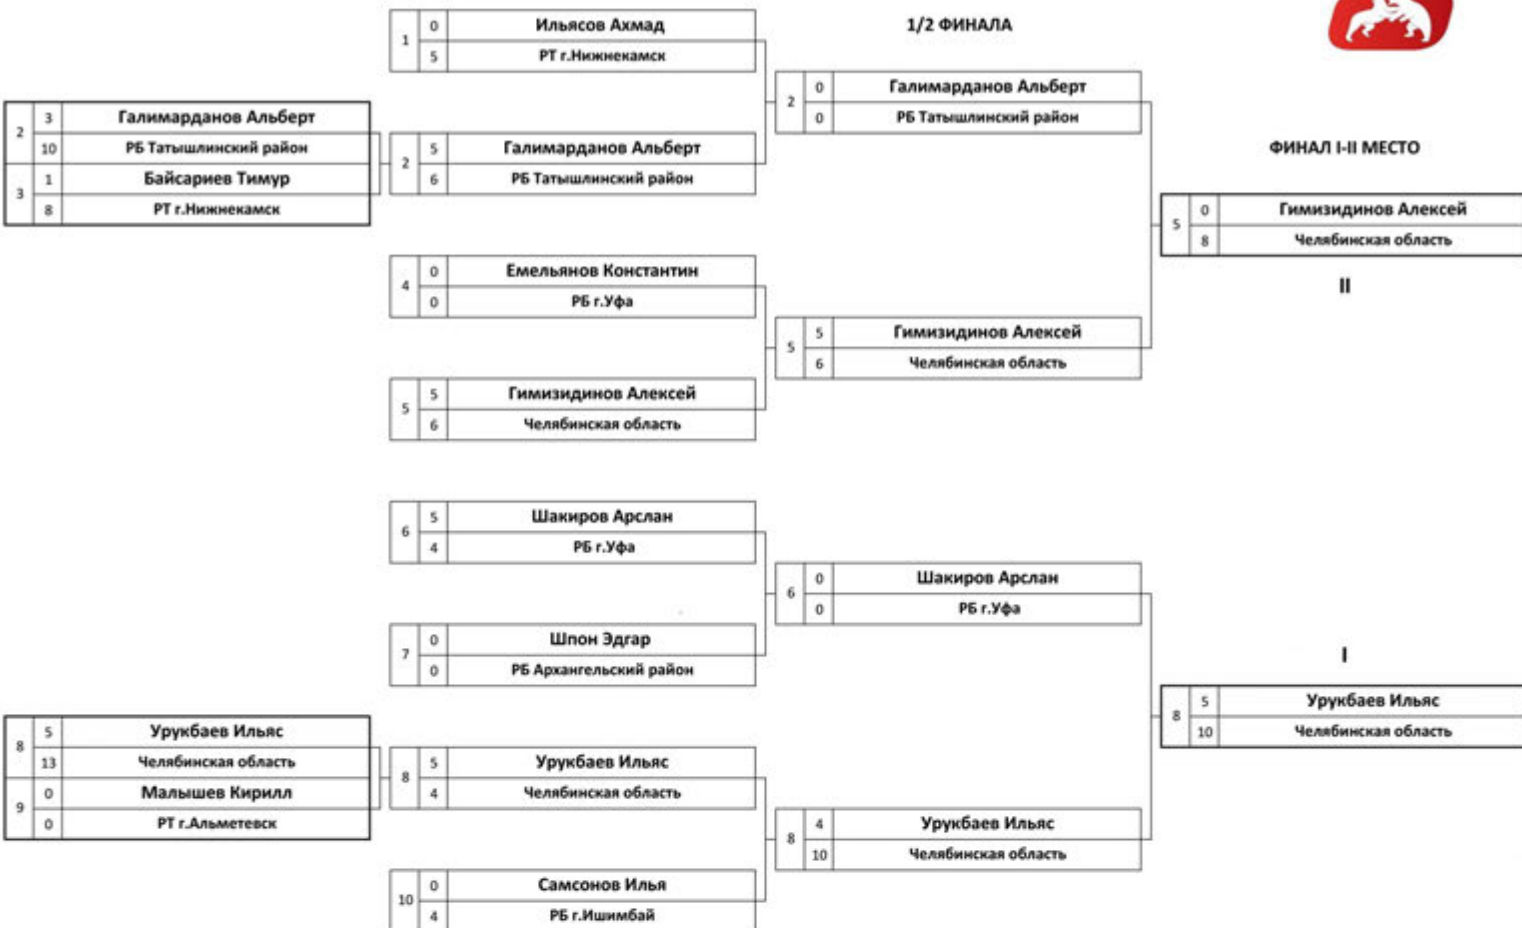 1/2 ФИНАЛА
ФИНАЛ I-II МЕСТО
2
3
Галимарданов Альберт
10
РБ Татышлинский район
3
1
Байсариев Тимур
8
РТ г.Нижнекамск
8
5
Урукбаев Ильяс
13
Челябинская область
9
0
Малышев Кирилл
0
РТ г.Альметевск
1
0
Ильясов Ахмад
5
РТ г.Нижнекамск
2
5
Галимарданов Альберт
6
РБ Татышлинский район
4
0
Емельянов Константин
0
РБ г.Уфа
5
5
Гимизидинов Алексей
6
Челябинская область
6
5
Шакиров Арслан
4
РБ г.Уфа
7
0
Шпон Эдгар
0
РБ Архангельский район
8
5
Урукбаев Ильяс
4
Челябинская область
10
0
Самсонов Илья
4
РБ г.Ишимбай
2
0
Галимарданов Альберт
0
РБ Татышлинский район
5
5
Гимизидинов Алексей
6
Челябинская область
6
0
Шакиров Арслан
0
РБ г.Уфа
8
4
Урукбаев Ильяс
10
Челябинская область
5
0
Гимизидинов Алексей
8
Челябинская область
II
I
8
5
Урукбаев Ильяс
10
Челябинская область